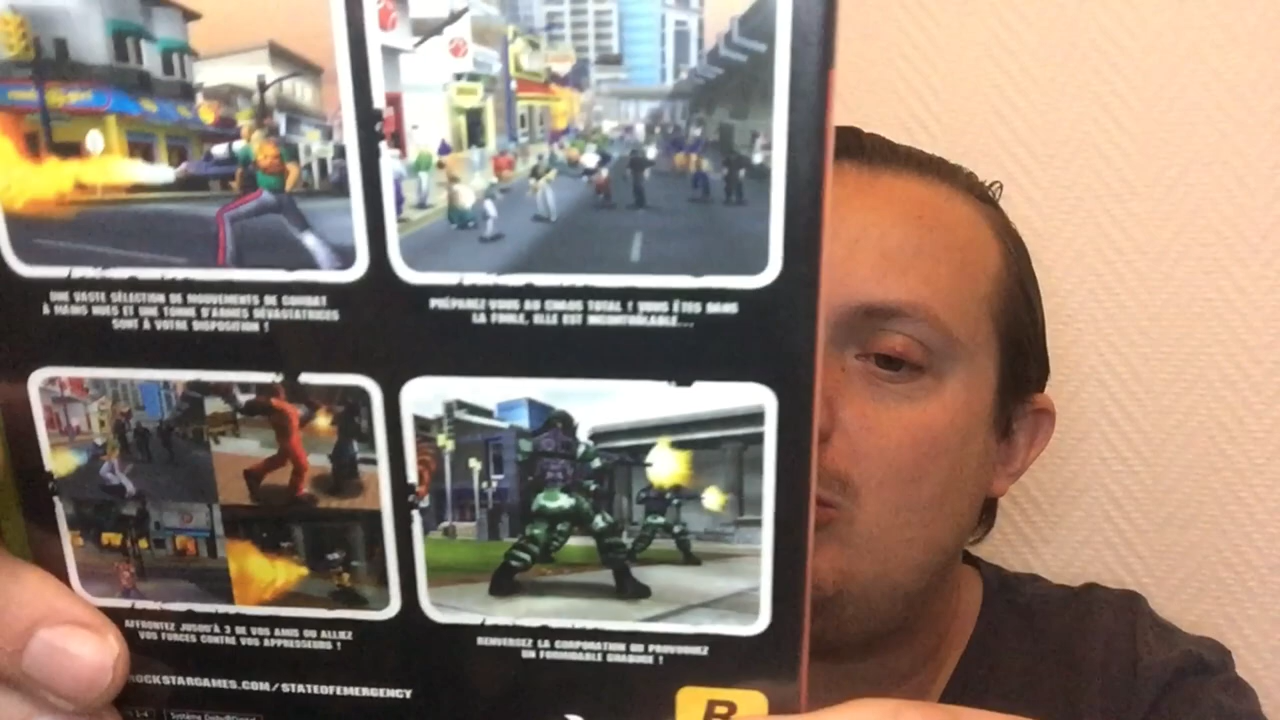 UNE VASTE SÉLECTION DE MOUVEMENTS DE COMBAT
À MAINS NUES ET UNE TONNE D'ARMES DÉVASTATRICES
SONT À VOTRE DISPOSITION !
PRÉPAREZ-VOUS AU CHAOS TOTAL ! VOUS ÊTES DANS
LA FOULE, ELLE EST INCONTRÔLABLE...
AFFRONTEZ JUSQU'À 3 DE VOS AMIS OU ALLIEZ
VOS FORCES CONTRE VOS OPPRESSEURS !
RENVERSEZ LA CORPORATION OU PROVOQUEZ
UN FORMIDABLE GRABUGE !
ROCKSTARGAMES.COM/STATEOFEMERGENCY
R